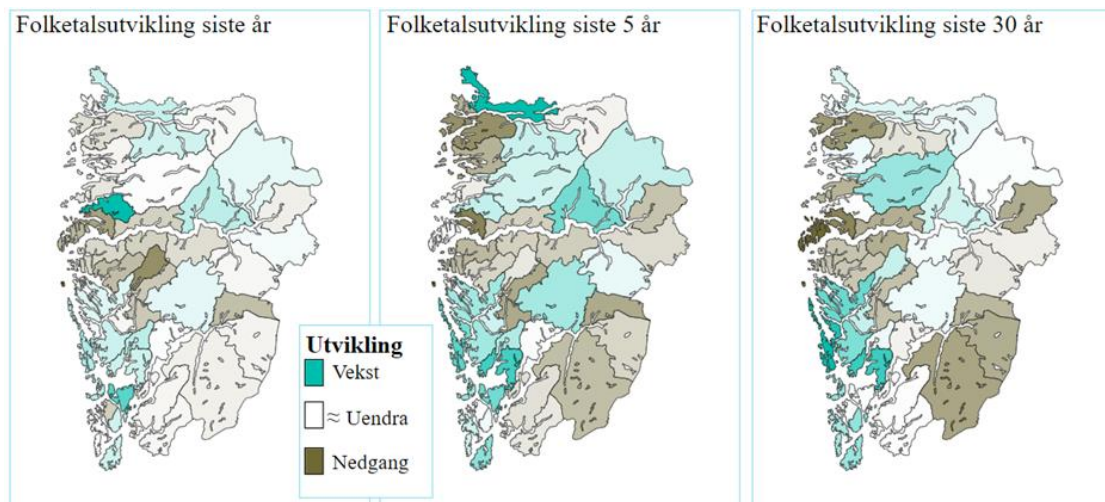 Folketalsutvikling siste år
Folketalsutvikling siste 5 år
Folketalsutvikling siste 30 år
Utvikling
Vekst
≈ Uendra
Nedgang